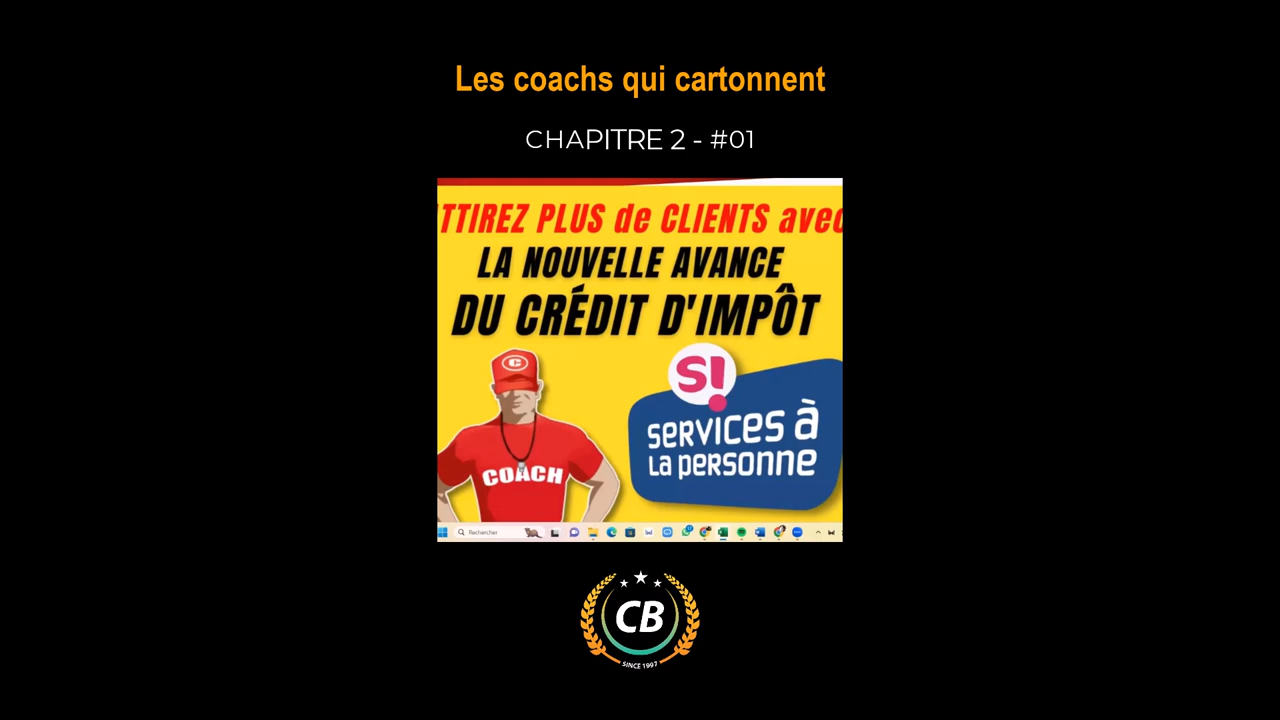 Les coachs qui cartonnent
CHAPITRE 2 - #01
TTIREZ PLUS de CLIENTS avec
LA NOUVELLE AVANCE
DU CRÉDIT D'IMPÔT
C
S!
services à
la personne
COACH
Rechercher
CB
SINCE 1997